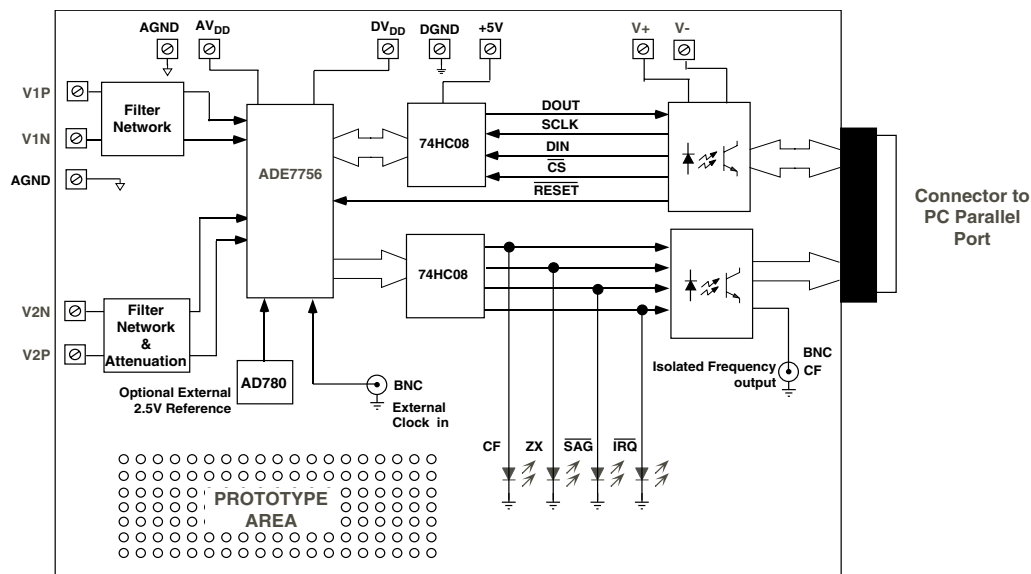 AGND
AVDD
DVDD
DGND
+5V
V+
V-
V1P
V1N
AGND
Filter
Network
ADE7756
74HC08
DOUT
SCLK
DIN
CS
RESET
Connector to
PC Parallel
Port
74HC08
V2N
V2P
Filter
Network
&
Attenuation
AD780
Optional External
2.5V Reference
BNC
External
Clock in
Isolated Frequency
output
BNC
CF
CF
ZX
SAG
IRQ
PROTOTYPE
AREA